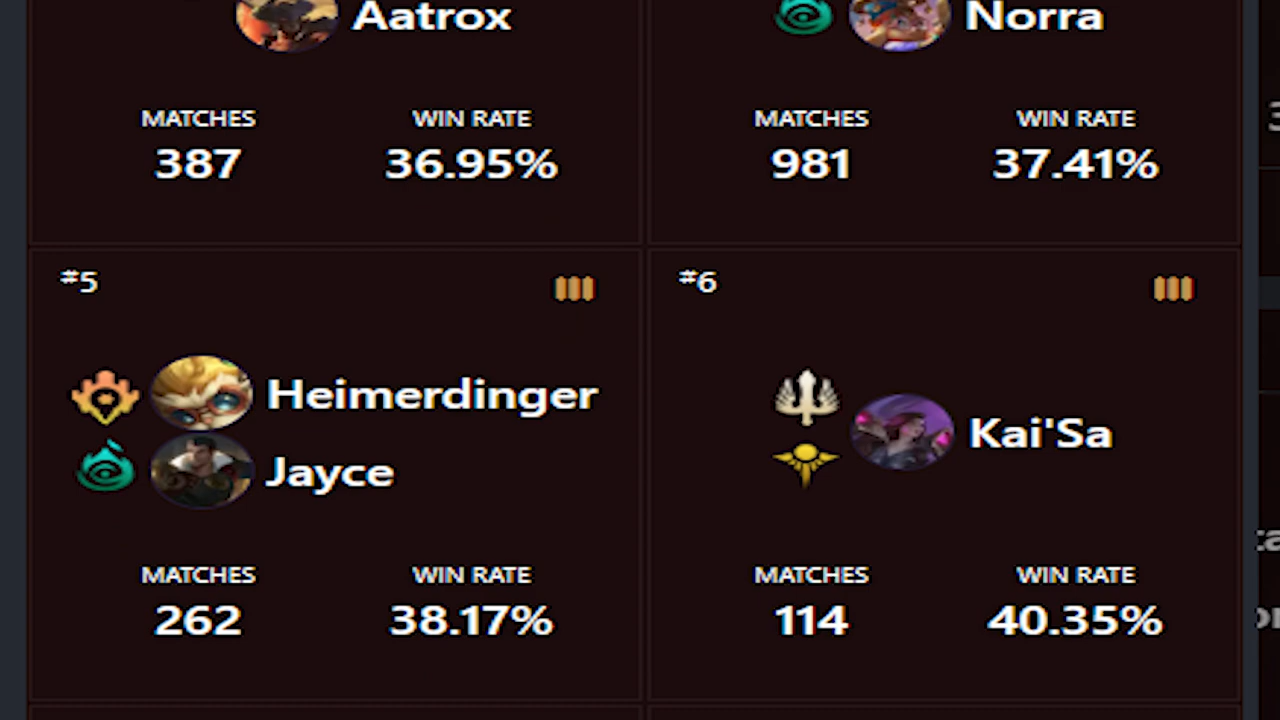 Aatrox
Norra
MATCHES WIN RATE
387 36.95%
MATCHES WIN RATE
981 37.41%
#5
Heimerdinger
Jayce
MATCHES WIN RATE
262 38.17%
#6
Kai'Sa
MATCHES WIN RATE
114 40.35%